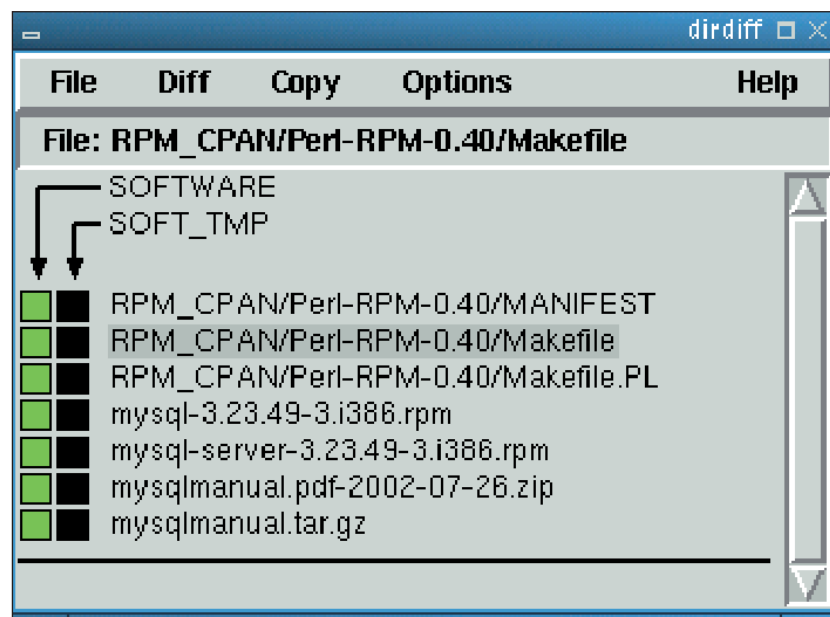 dirdiff
File Diff Copy Options Help
File: RPM_CPAN/Perl-RPM-0.40/Makefile
SOFTWARE
SOFT_TMP
RPM_CPAN/Perl-RPM-0.40/MANIFEST
RPM_CPAN/Perl-RPM-0.40/Makefile
RPM_CPAN/Perl-RPM-0.40/Makefile.PL
mysql-3.23.49-3.i386.rpm
mysql-server-3.23.49-3.i386.rpm
mysqlmanual.pdf-2002-07-26.zip
mysqlmanual.tar.gz